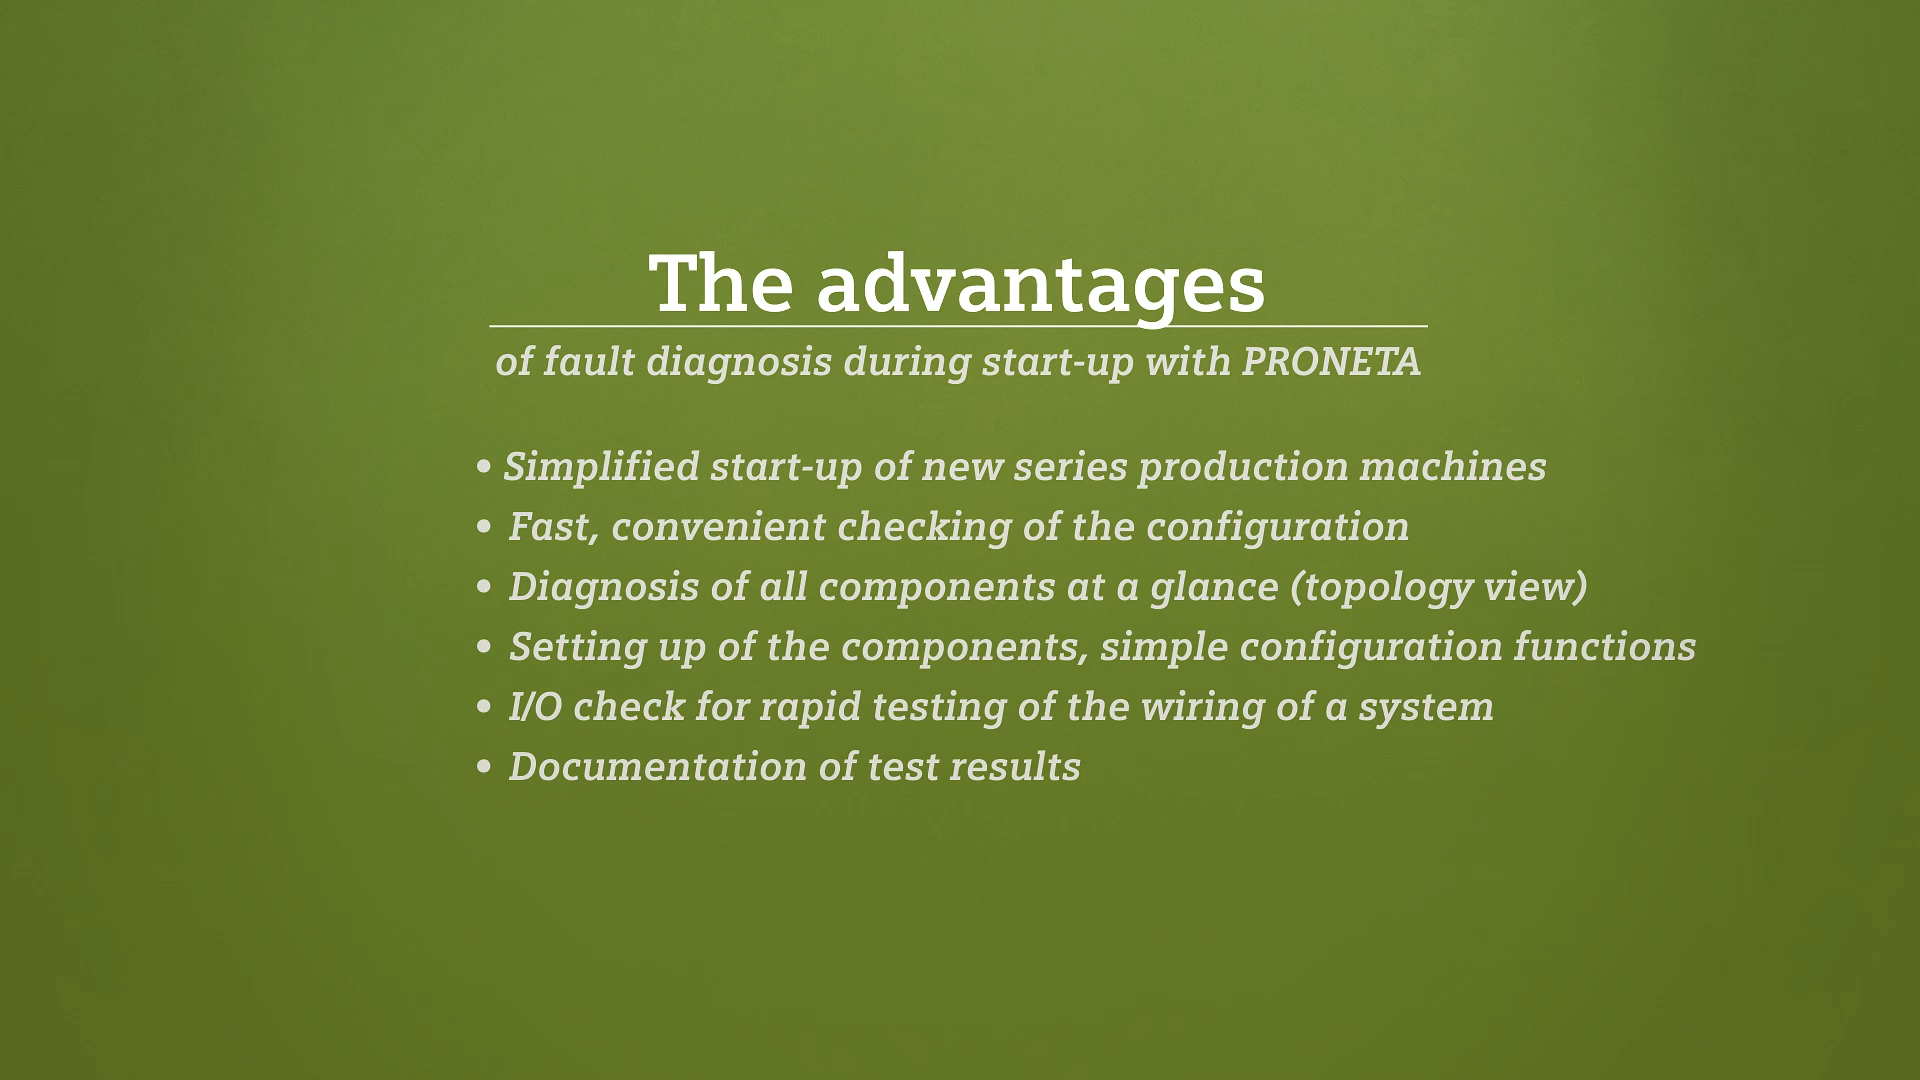 The advantages
of fault diagnosis during start-up with PRONETA
• Simplified start-up of new series production machines
• Fast, convenient checking of the configuration
• Diagnosis of all components at a glance (topology view)
• Setting up of the components, simple configuration functions
• I/O check for rapid testing of the wiring of a system
• Documentation of test results